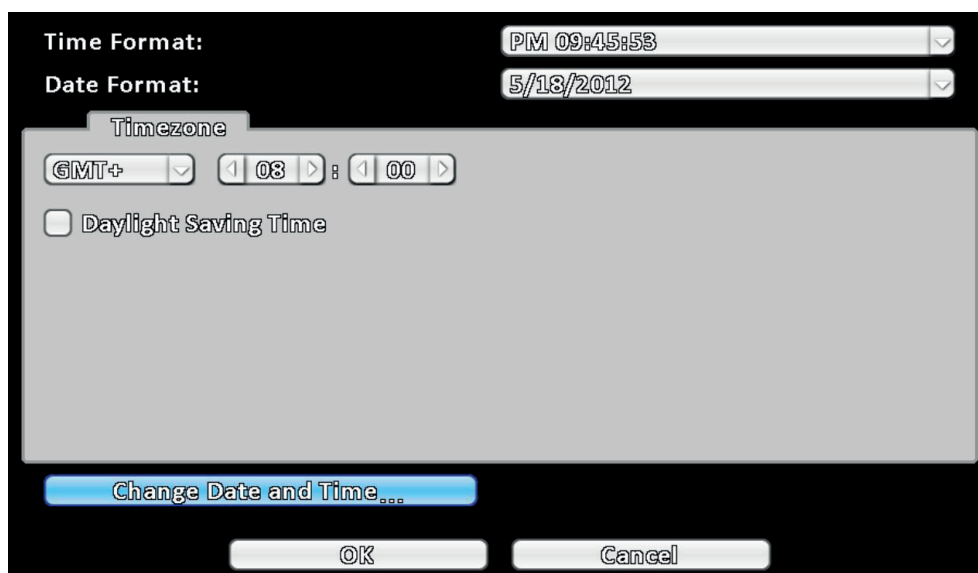 Time Format: PM 09:45:53
Date Format: 5/18/2012
Timezone
GMT+ 08 : 00
Daylight Saving Time
Change Date and Time...
OK Cancel